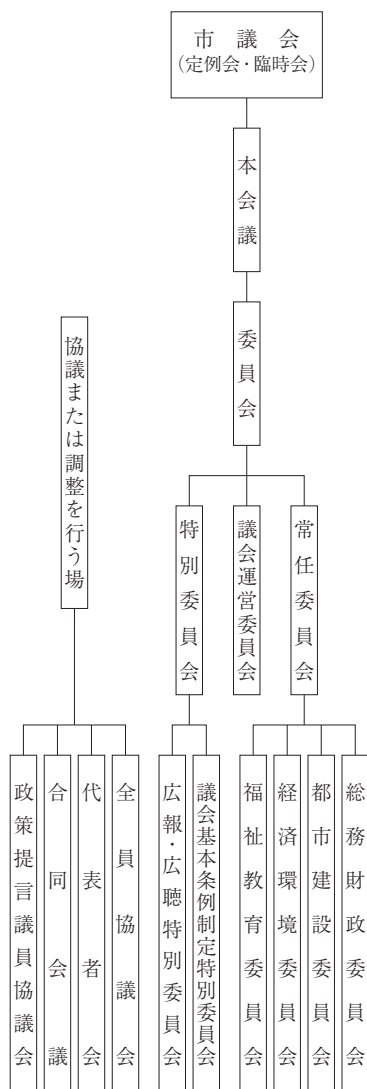 市議会
(定例会・臨時会)
本会議
委員会
常任委員会
議会運営委員会
特別委員会
総務財政委員会
都市建設委員会
経済環境委員会
福祉教育委員会
議会基本条例制定特別委員会
広報・広聴特別委員会
協議または調整を行う場
全員協議会
代表者会
合同会議
政策提言議員協議会